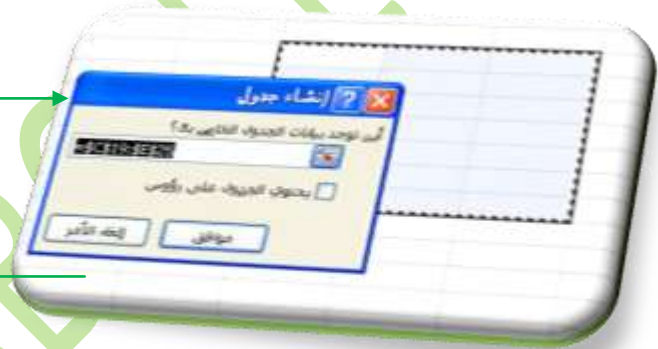 إنشاء جدول
أين توجد بيانات الجدول الخاص بك؟
يحتوي الجدول على رؤوس
موافق
إلغاء الأمر